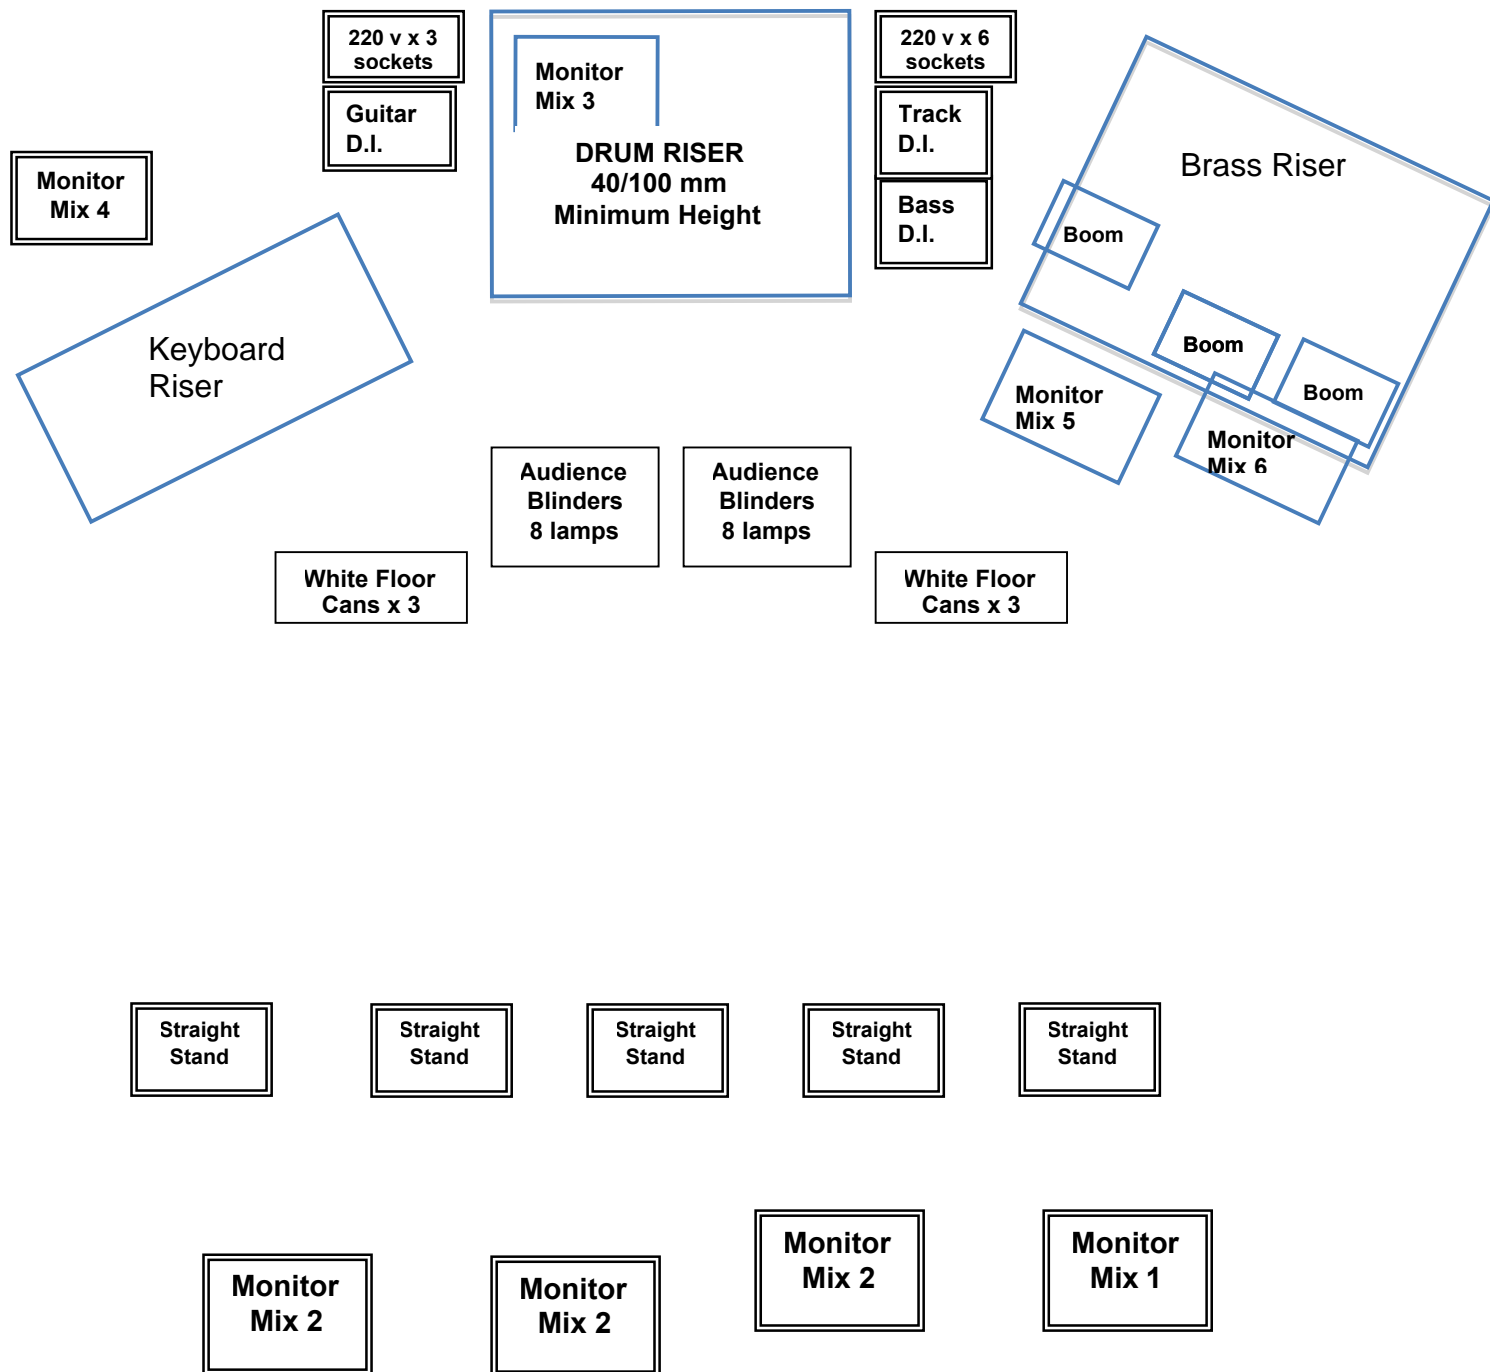 220 v x 3
sockets
Guitar
D.I.
Monitor
Mix 3
DRUM RISER
40/100 mm
Minimum Height
220 v x 6
sockets
Track
D.I.
Bass
D.I.
Brass Riser
Boom
Boom
Boom
Monitor
Mix 5
Monitor
Mix 6
Monitor
Mix 4
Keyboard
Riser
Audience
Blinders
8 lamps
Audience
Blinders
8 lamps
White Floor
Cans x 3
White Floor
Cans x 3
Straight
Stand
Straight
Stand
Straight
Stand
Straight
Stand
Straight
Stand
Monitor
Mix 2
Monitor
Mix 2
Monitor
Mix 2
Monitor
Mix 1